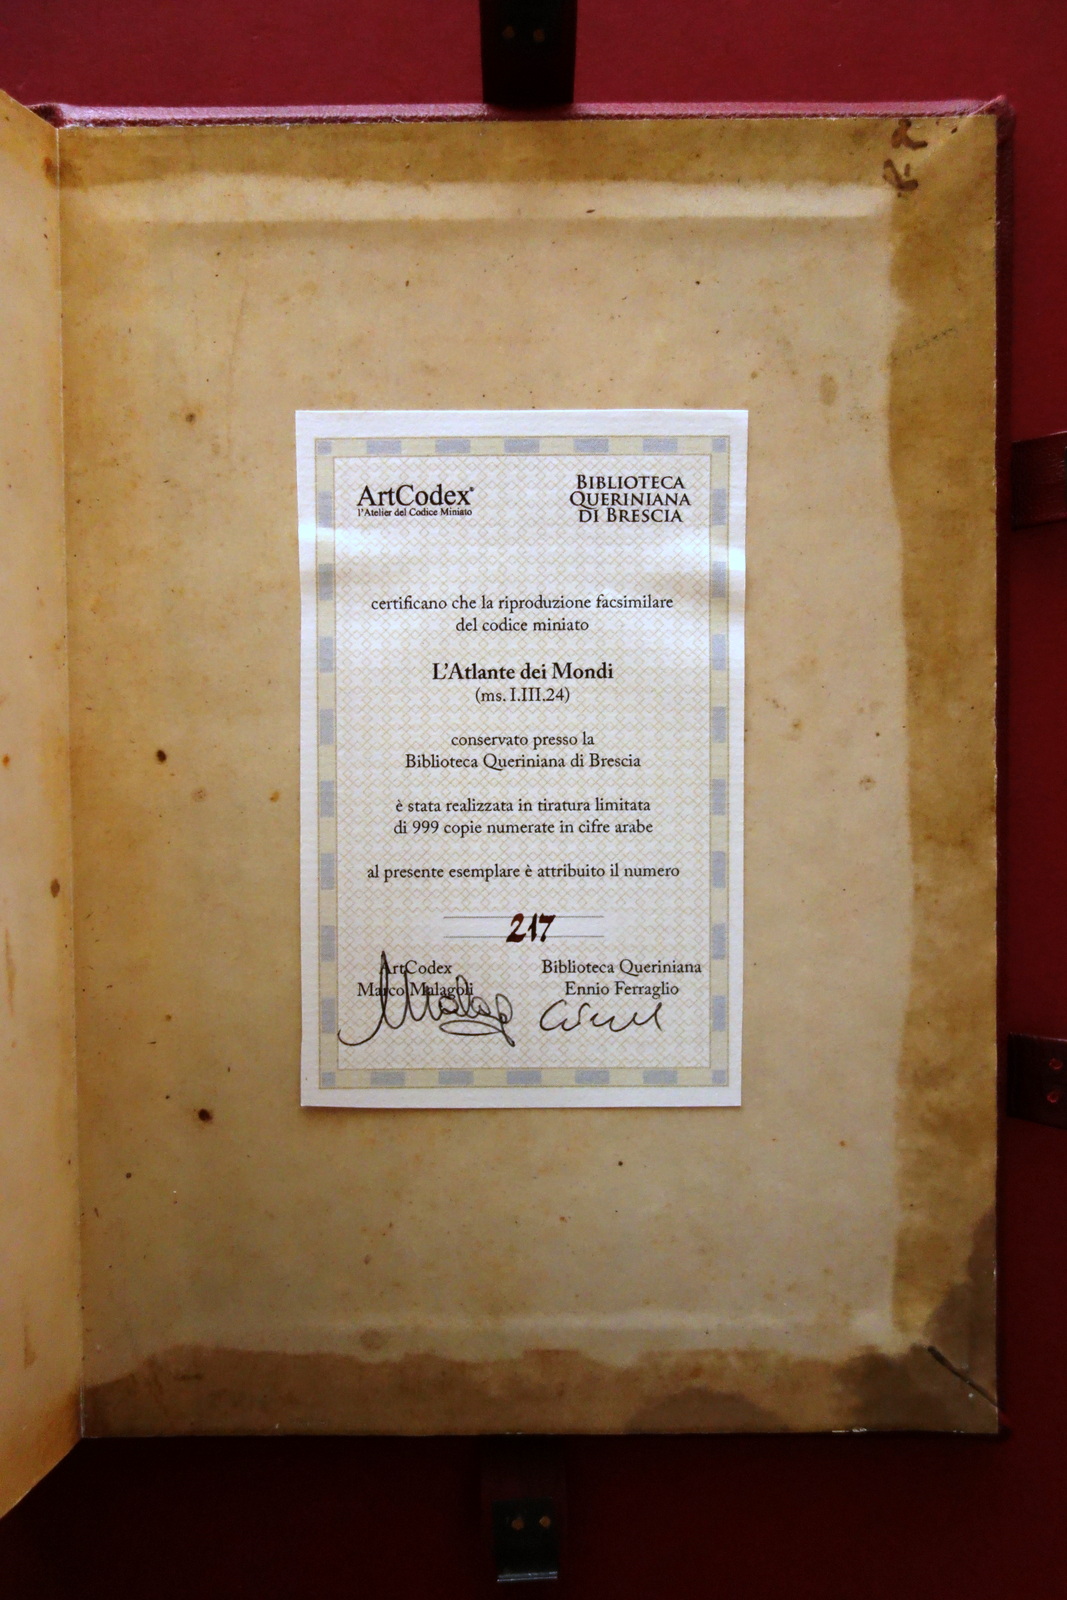 ArtCodex®
l'Atelier del Codice Miniato
BIBLIOTECA
QUERINIANA
DI BRESCIA
certificano che la riproduzione facsimilare
del codice miniato
L'Atlante dei Mondi
(ms. I.III.24)
conservato presso la
Biblioteca Queriniana di Brescia
è stata realizzata in tiratura limitata
di 999 copie numerate in cifre arabe
al presente esemplare è attribuito il numero
217
ArtCodex
Marco Malagoli
Biblioteca Queriniana
Ennio Ferraglio